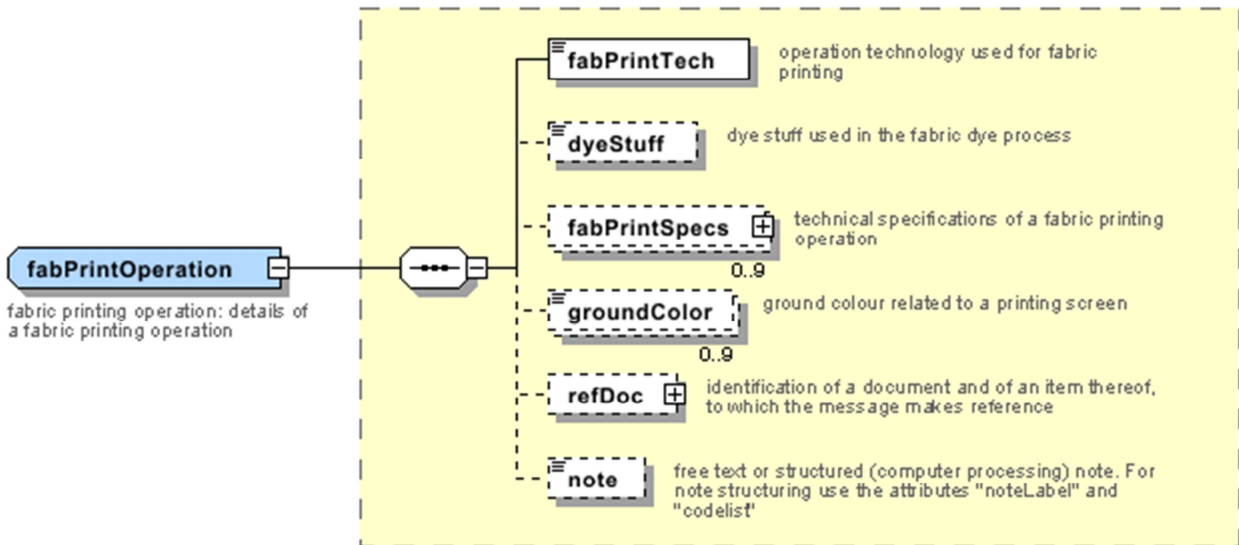 fabPrintTech
operation technology used for fabric
printing
dyeStuff
dye stuff used in the fabric dye process
fabPrintSpecs
technical specifications of a fabric printing
operation
0..9
fabPrintOperation
fabric printing operation: details of
a fabric printing operation
groundColor
ground colour related to a printing screen
0..9
refDoc
identification of a document and of an item thereof,
to which the message makes reference
note
free text or structured (computer processing) note. For
note structuring use the attributes "noteLabel" and
"codelist"